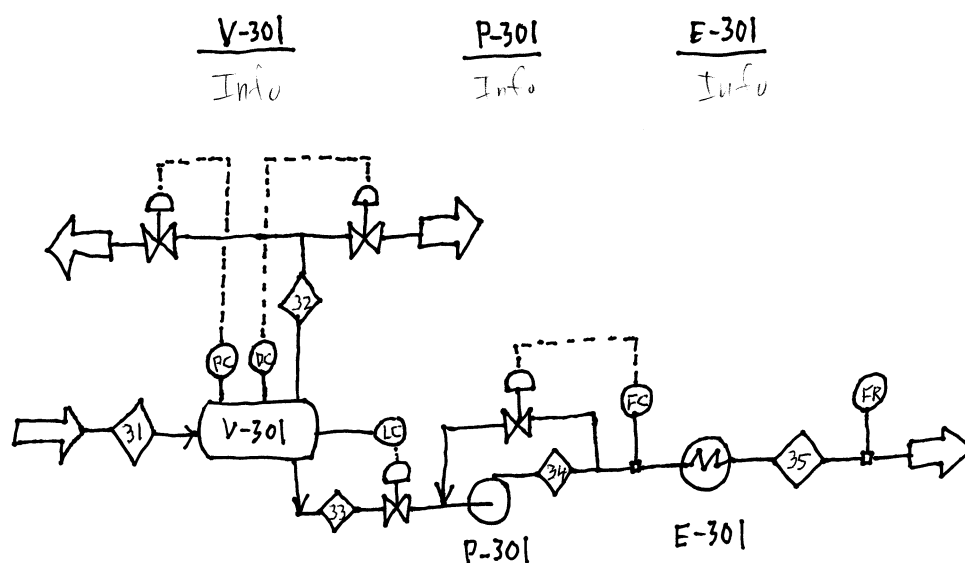 V-301
P-301
E-301
Info
Info
Info
32
PC
DC
FC
FR
31
V-301
LC
34
35
33
P-301
E-301